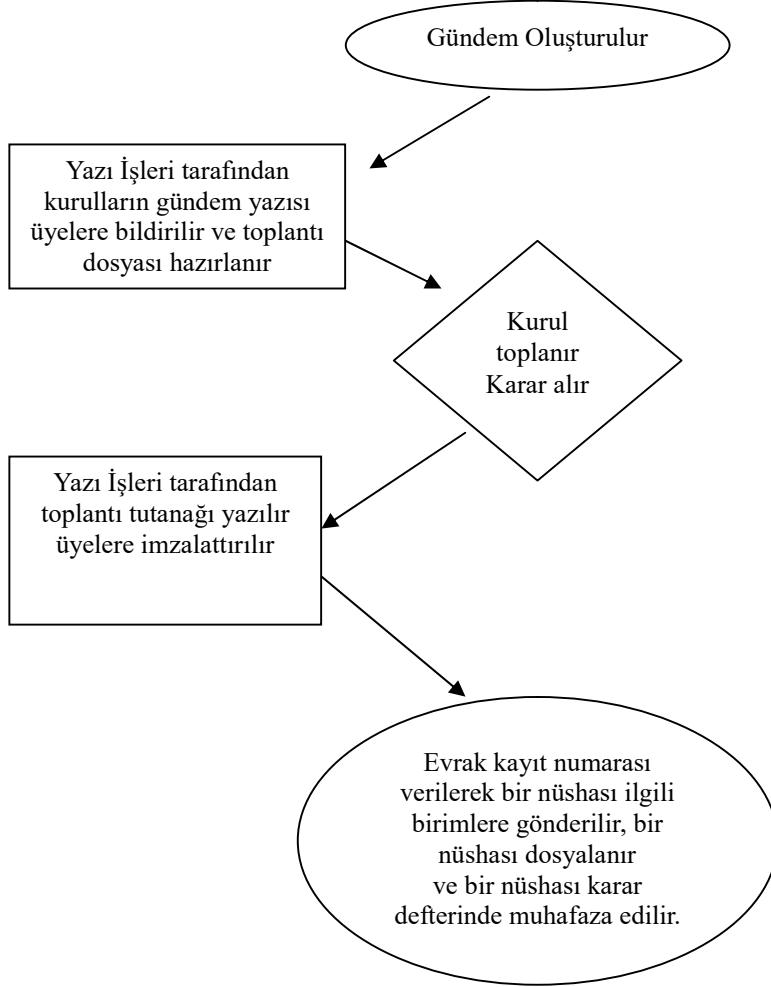 Gündem Oluşturulur
Yazı İşleri tarafından
kurulların gündem yazısı
üyelere bildirilir ve toplantı
dosyası hazırlanır
Kurul
toplanır
Karar alır
Yazı İşleri tarafından
toplantı tutanağı yazılır
üyelere imzalattırılır
Evrak kayıt numarası
verilerek bir nüshası ilgili
birimlere gönderilir, bir
nüshası dosyalanır
ve bir nüshası karar
defterinde muhafaza edilir.